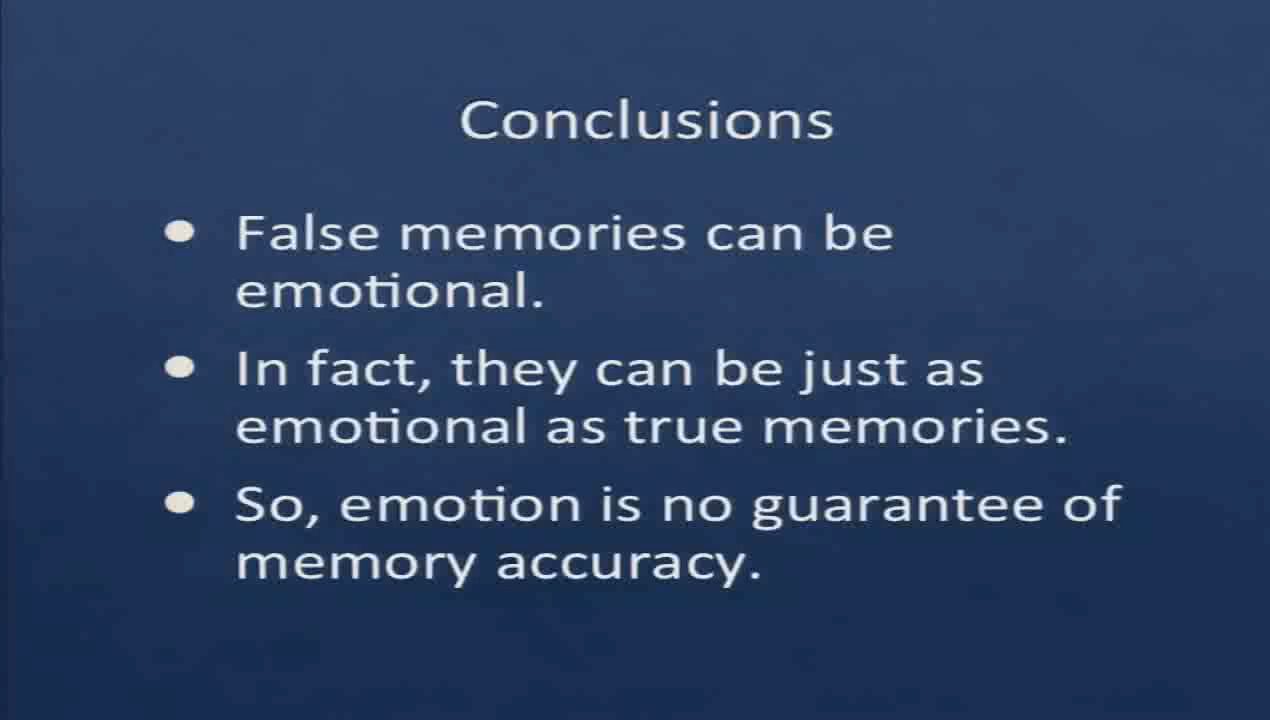 Conclusions
• False memories can be
emotional.
• In fact, they can be just as
emotional as true memories.
• So, emotion is no guarantee of
memory accuracy.